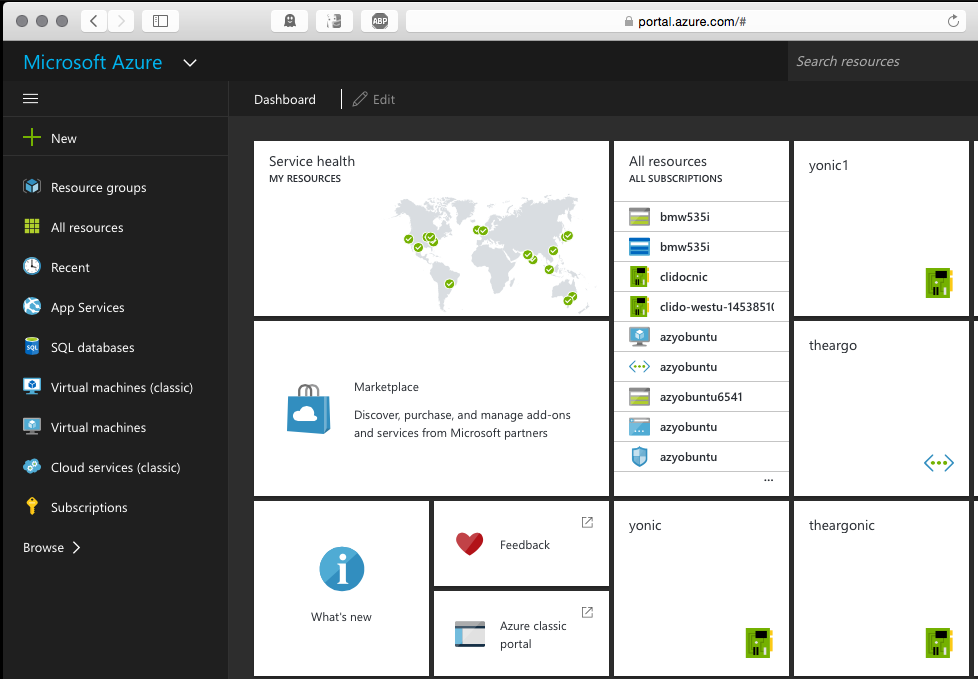 ABP
portal.azure.com/#
Microsoft Azure
Search resources
Dashboard
Edit
New
Resource groups
All resources
Recent
App Services
SQL
SQL databases
Virtual machines (classic)
Virtual machines
Cloud services (classic)
Subscriptions
Browse
Service health
MY RESOURCES
All resources
ALL SUBSCRIPTIONS
bmw535i
bmw535i
clidocnic
clido-westu-14538510
azyobuntu
azyobuntu
azyobuntu6541
azyobuntu
azyobuntu
...
yonic1
Marketplace
Discover, purchase, and manage add-ons
and services from Microsoft partners
theargo
What's new
Feedback
Azure classic
portal
yonic
theargonic